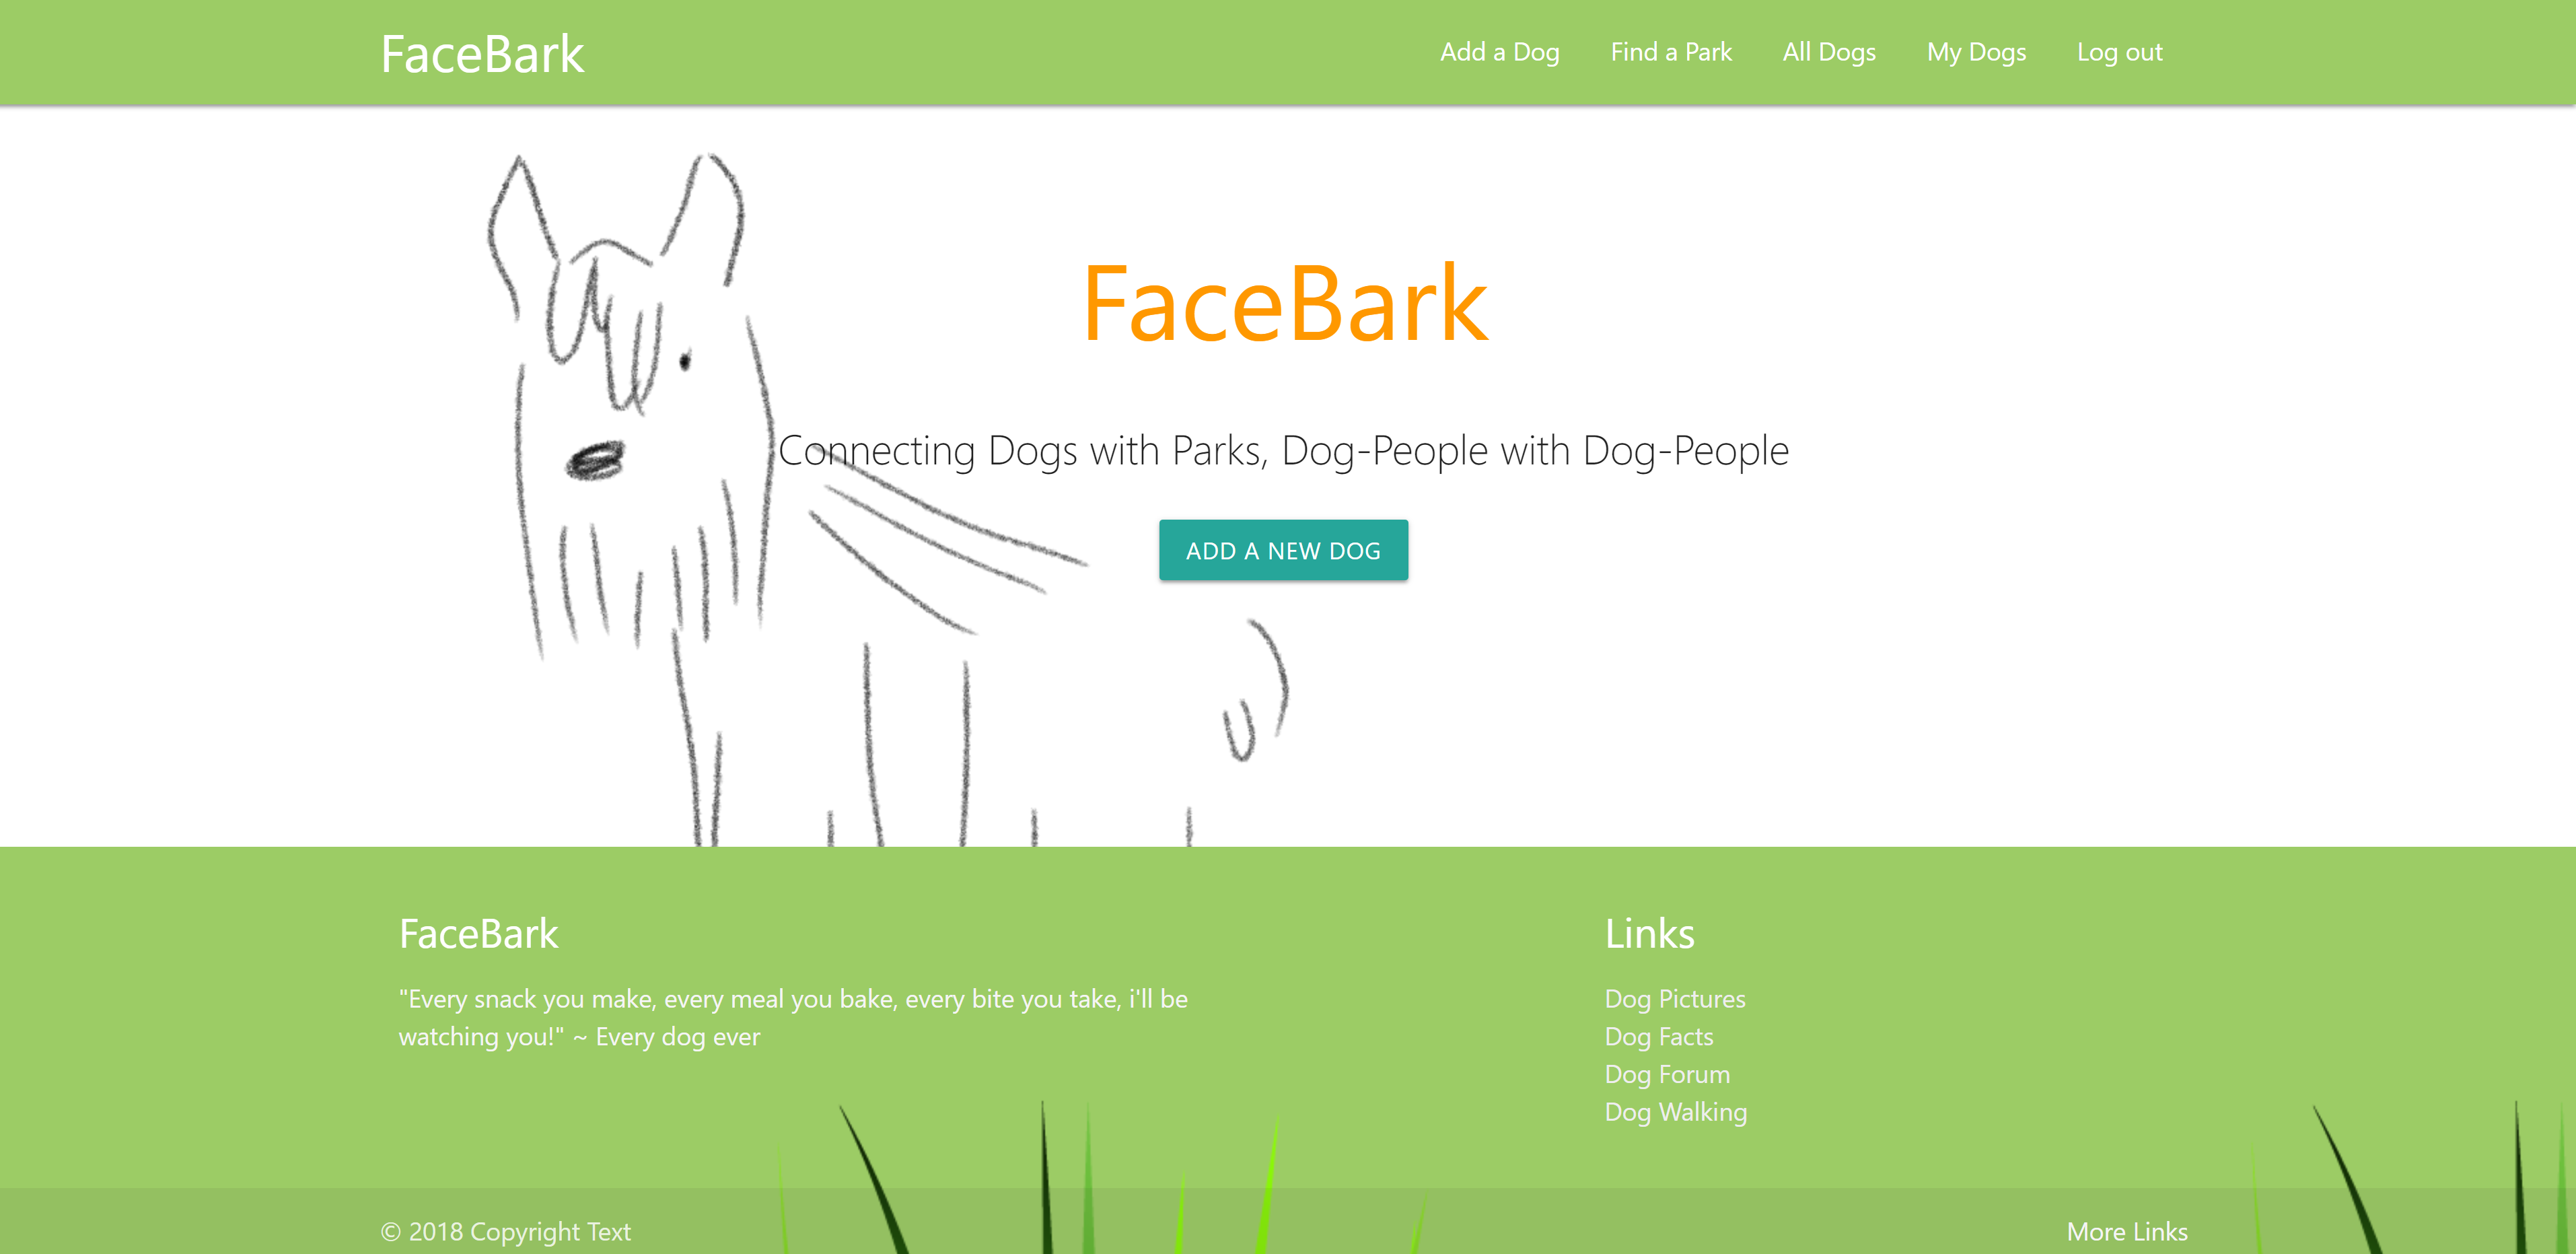 FaceBark
Add a Dog
Find a Park
All Dogs
My Dogs
Log out
FaceBark
Connecting Dogs with Parks, Dog-People with Dog-People
ADD A NEW DOG
FaceBark
"Every snack you make, every meal you bake, every bite you take, i'll be
watching you!" ~ Every dog ever
Links
Dog Pictures
Dog Facts
Dog Forum
Dog Walking
© 2018 Copyright Text
More Links